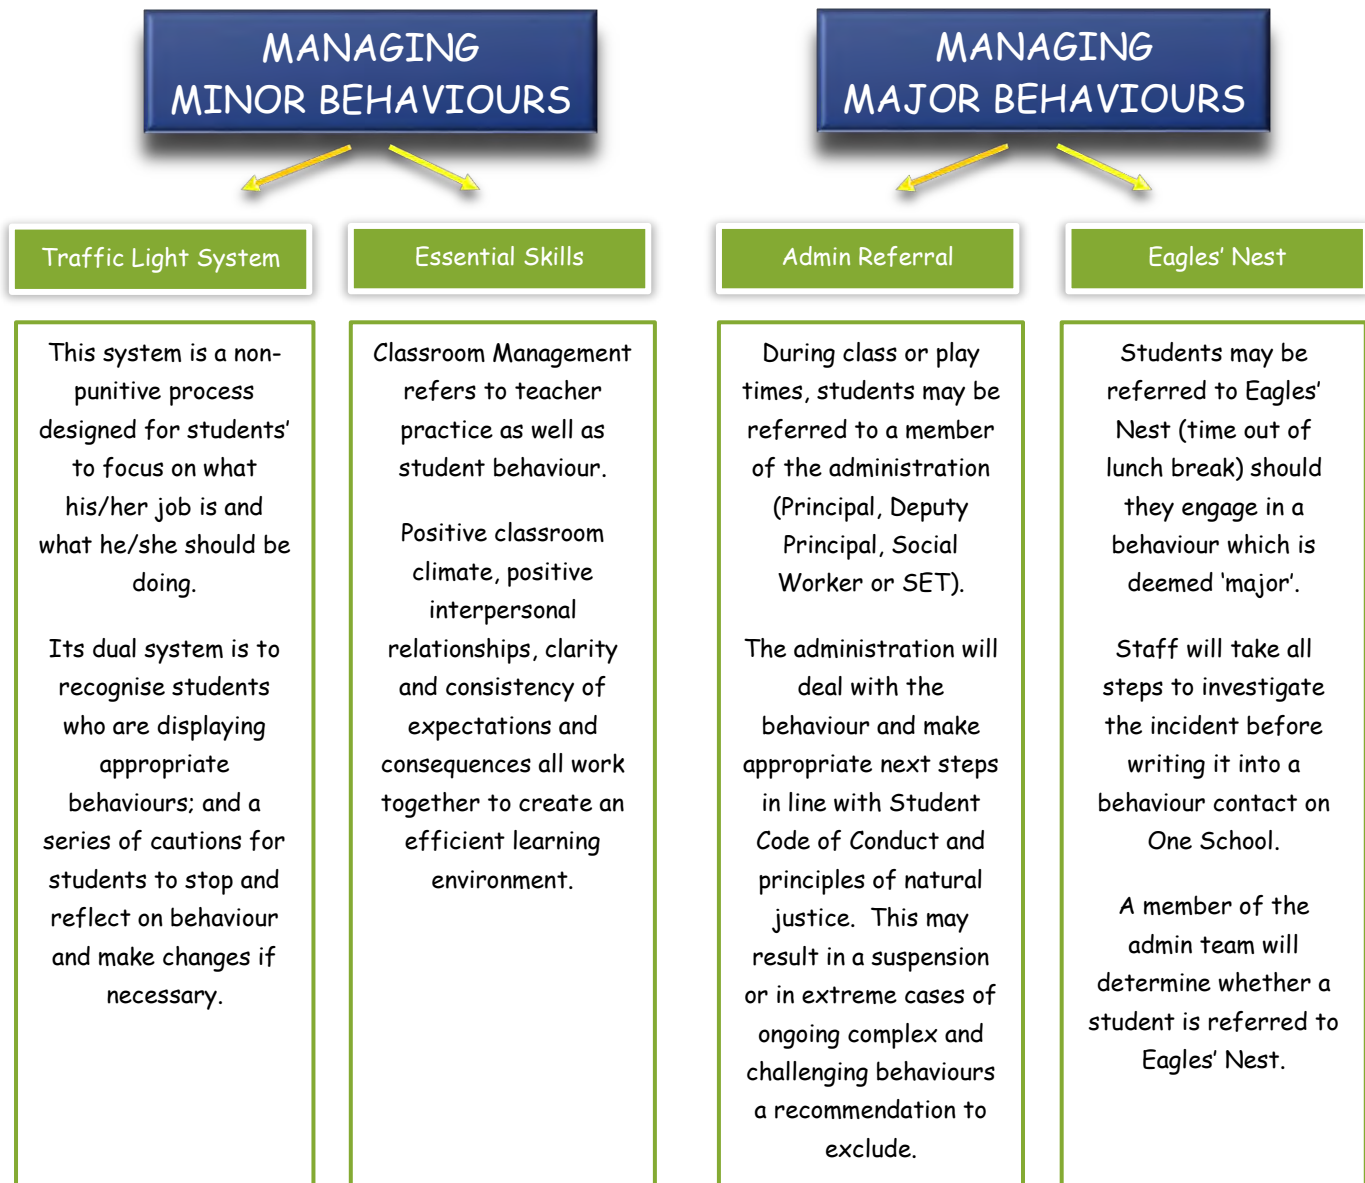 MANAGING
MINOR BEHAVIOURS
MANAGING
MAJOR BEHAVIOURS
Traffic Light System
Essential Skills
Admin Referral
Eagles’ Nest
This system is a non-
punitive process
designed for students’
to focus on what
his/her job is and
what he/she should be
doing.
Its dual system is to
recognise students
who are displaying
appropriate
behaviours; and a
series of cautions for
students to stop and
reflect on behaviour
and make changes if
necessary.
Classroom Management
refers to teacher
practice as well as
student behaviour.
Positive classroom
climate, positive
interpersonal
relationships, clarity
and consistency of
expectations and
consequences all work
together to create an
efficient learning
environment.
During class or play
times, students may be
referred to a member
of the administration
(Principal, Deputy
Principal, Social
Worker or SET).
The administration will
deal with the
behaviour and make
appropriate next steps
in line with Student
Code of Conduct and
principles of natural
justice.  This may
result in a suspension
or in extreme cases of
ongoing complex and
challenging behaviours
a recommendation to
exclude.
Students may be
referred to Eagles’
Nest (time out of
lunch break) should
they engage in a
behaviour which is
deemed ‘major’.
Staff will take all
steps to investigate
the incident before
writing it into a
behaviour contact on
One School.
A member of the
admin team will
determine whether a
student is referred to
Eagles’ Nest.